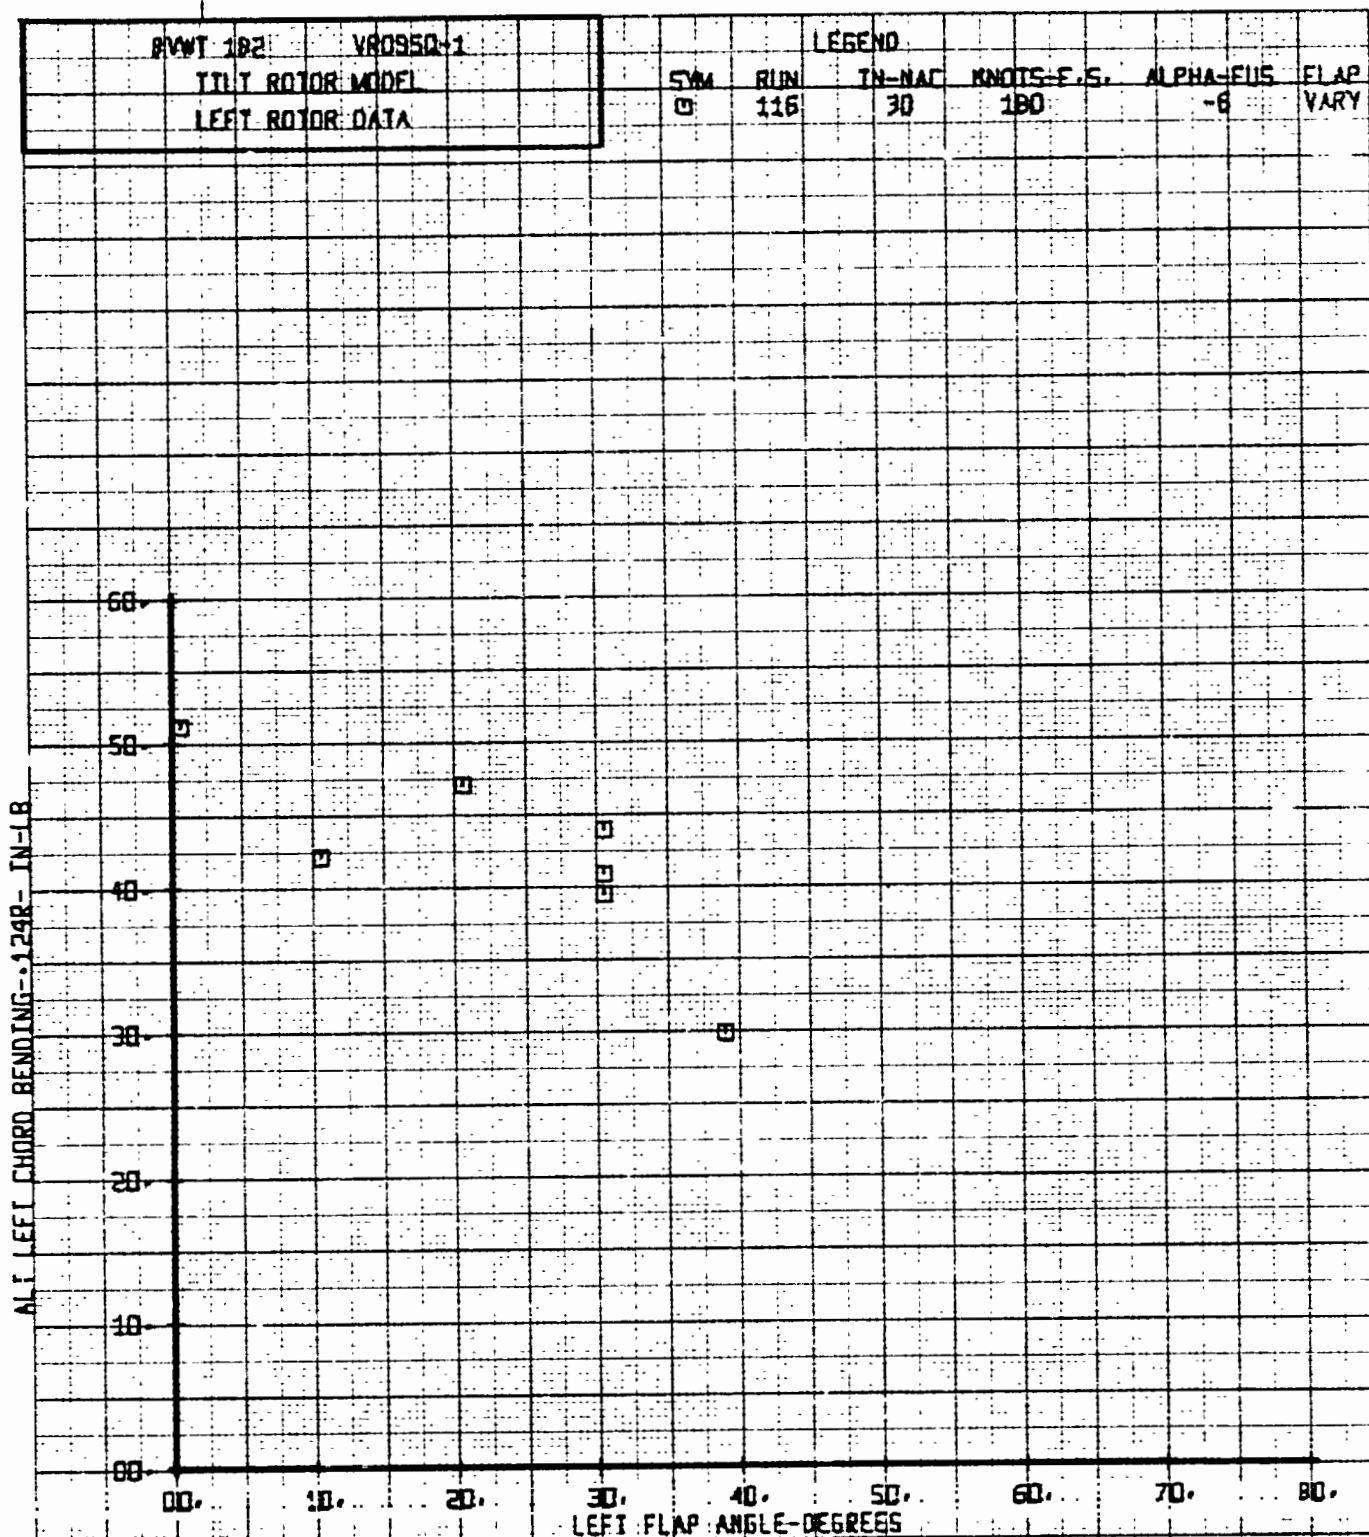 BVWT 182 VR095Q-1
TILT ROTOR MODEL
LEFT ROTOR DATA
LEGEND
SYM RUN IN-NAC KNOTS-F.S. ALPHA-FUS FLAP
116 30 180 -6 VARY
60.
50.
40.
30.
20.
10.
00.
ALT LEFT CHORD BENDING-.124R- IN-LB
00. 10. 20. 30. 40. 50. 60. 70. 80.
LEFT FLAP ANGLE-DEGREES